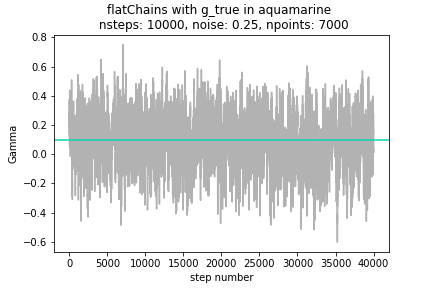 flatChains with g_true in aquamarine
nsteps: 10000, noise: 0.25, npoints: 7000
0.8
0.6
0.4
0.2
0.0
−0.2
−0.4
−0.6
Gamma
0 5000 10000 15000 20000 25000 30000 35000 40000
step number